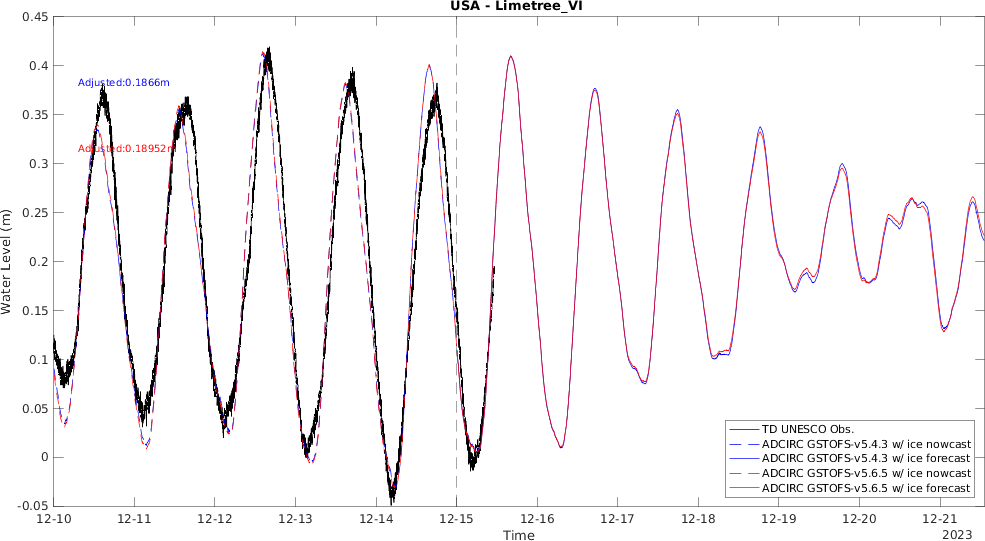 USA - Limetree_VI
0.45
0.4
0.35
0.3
0.25
0.2
0.15
0.1
0.05
0
-0.05
Water Level (m)
Adjusted:0.1866m
Adjusted:0.18952m
TD UNESCO Obs.
ADCIRC GSTOFS-v5.4.3 w/ ice nowcast
ADCIRC GSTOFS-v5.4.3 w/ ice forecast
ADCIRC GSTOFS-v5.6.5 w/ ice nowcast
ADCIRC GSTOFS-v5.6.5 w/ ice forecast
12-10 12-11 12-12 12-13 12-14 12-15 12-16 12-17 12-18 12-19 12-20 12-21
Time
2023